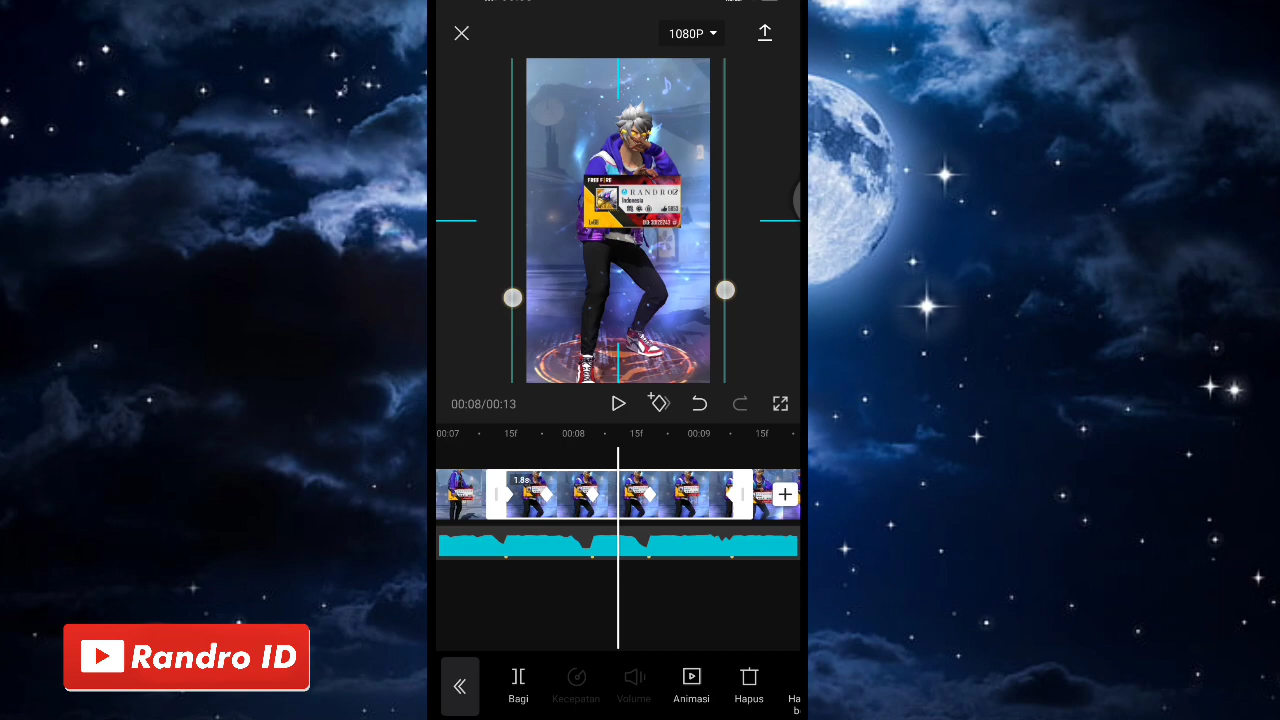 1080P
FREE FIRE
RANDRO
Indonesia
00:08/00:13
00:07
15f
00:08
15f
00:09
15f
1.8s
Randro ID
Bagi
Kecepatan
Volume
Animasi
Hapus
Ha
b